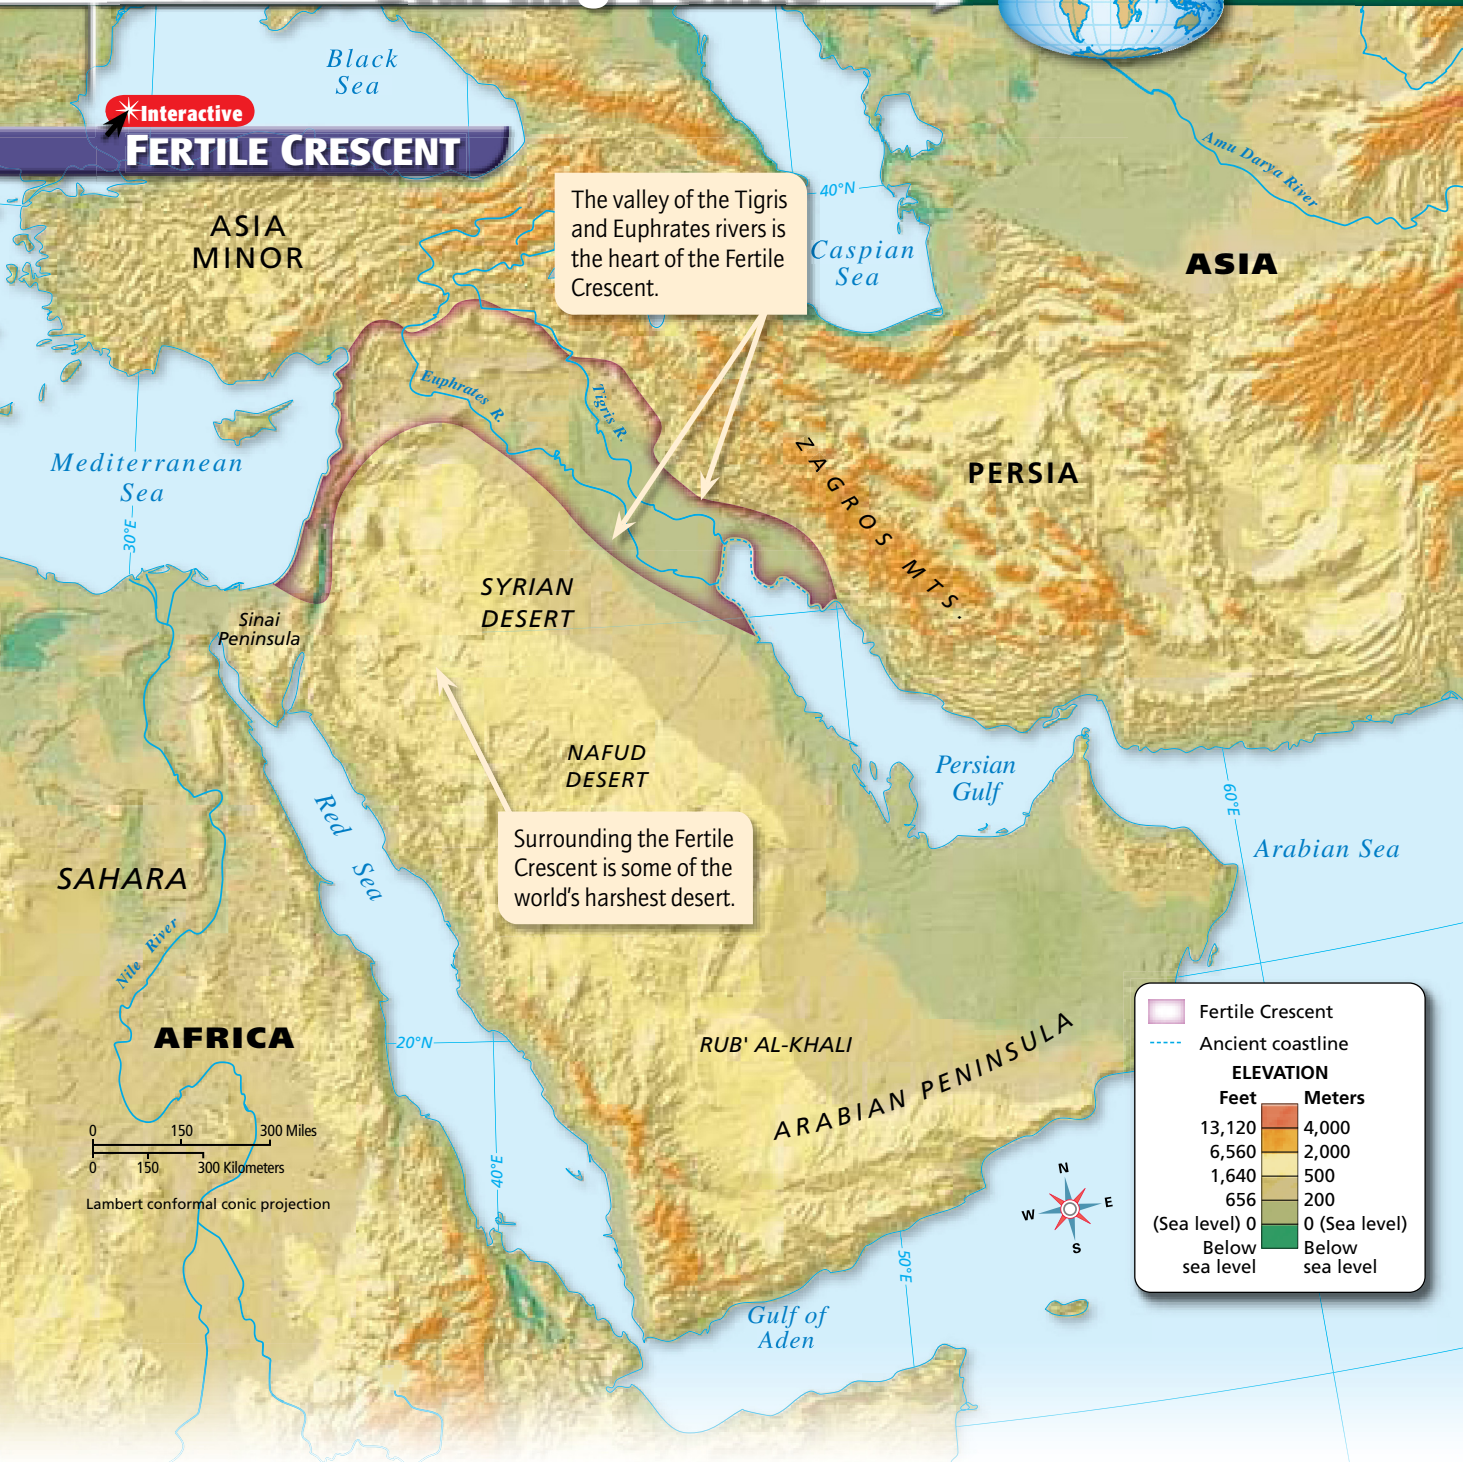 Black
Sea
Interactive
FERTILE CRESCENT
Amu Darya River
40°N
The valley of the Tigris
and Euphrates rivers is
the heart of the Fertile
Crescent.
ASIA
MINOR
Caspian
Sea
ASIA
Euphrates R.
Tigris R.
Mediterranean
Sea
30°E
ZAGROS MTS.
PERSIA
SYRIAN
DESERT
Sinai
Peninsula
NAFUD
DESERT
Persian
Gulf
60°E
Red Sea
Surrounding the Fertile
Crescent is some of the
world's harshest desert.
Arabian Sea
SAHARA
Nile River
AFRICA
20°N
RUB' AL-KHALI
ARABIAN PENINSULA
0 150 300 Miles
0 150 300 Kilometers
Lambert conformal conic projection
40°E
50°E
Gulf of
Aden
N
W E
S
Fertile Crescent
Ancient coastline
ELEVATION
Feet Meters
13,120 4,000
6,560 2,000
1,640 500
656 200
(Sea level) 0 0 (Sea level)
Below Below
sea level sea level